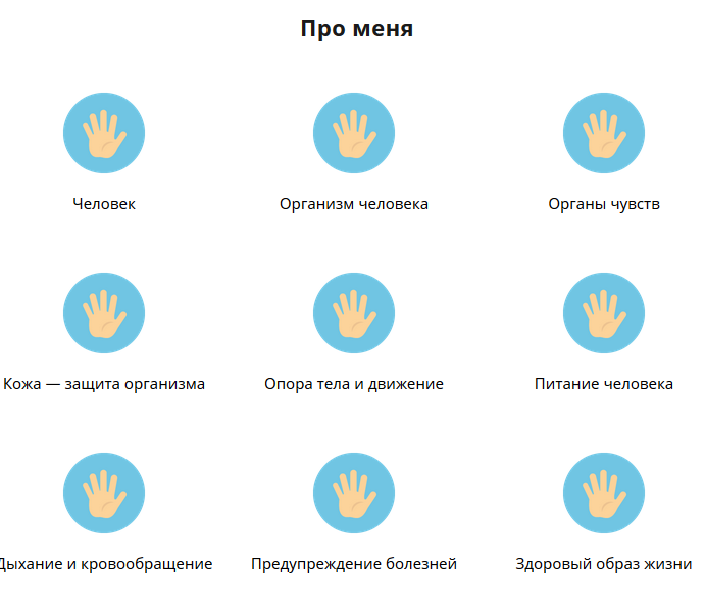 Про меня
Человек
Организм человека
Органы чувств
Кожа — защита организма
Опора тела и движение
Питание человека
Дыхание и кровообращение
Предупреждение болезней
Здоровый образ жизни